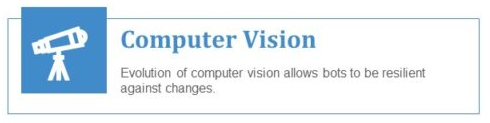 Computer Vision
Evolution of computer vision allows bots to be resilient
against changes.